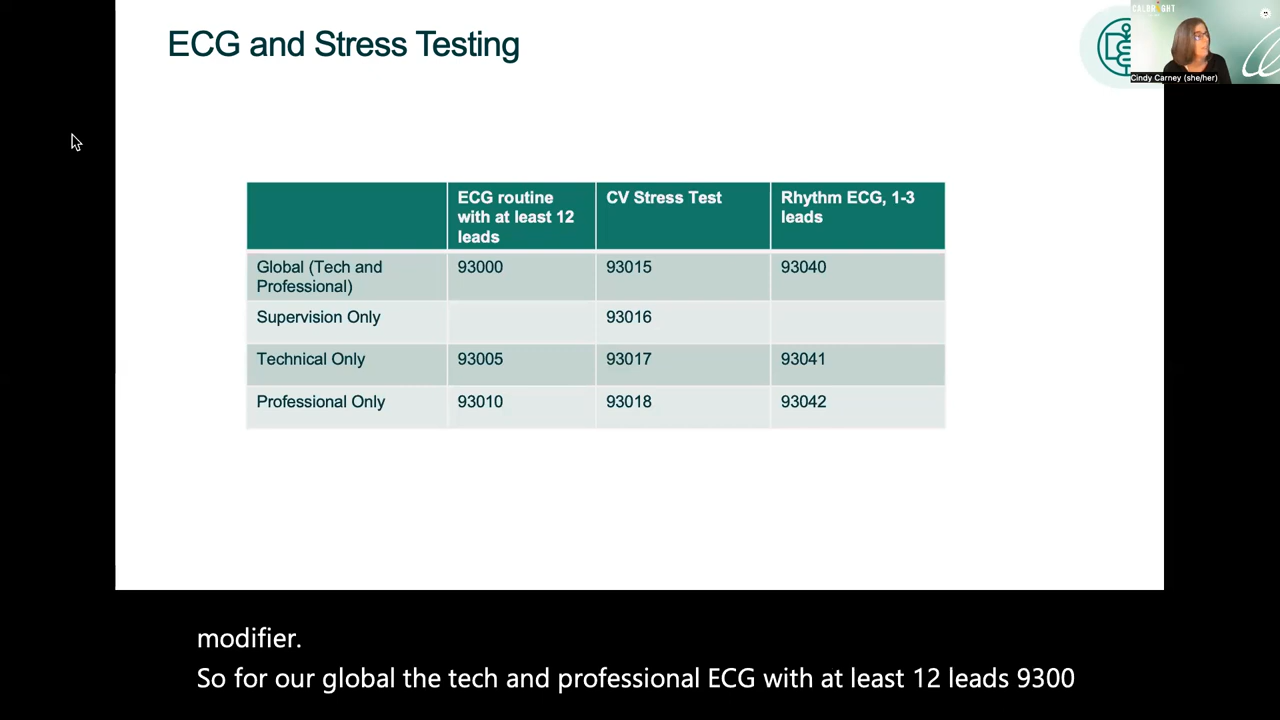 ECG and Stress Testing
CALBRIGHT
Cindy Carney (she/her)
ECG routine with at least 12 leads
CV Stress Test
Rhythm ECG, 1-3 leads
Global (Tech and Professional)
93000
93015
93040
Supervision Only
93016
Technical Only
93005
93017
93041
Professional Only
93010
93018
93042
modifier.
So for our global the tech and professional ECG with at least 12 leads 9300